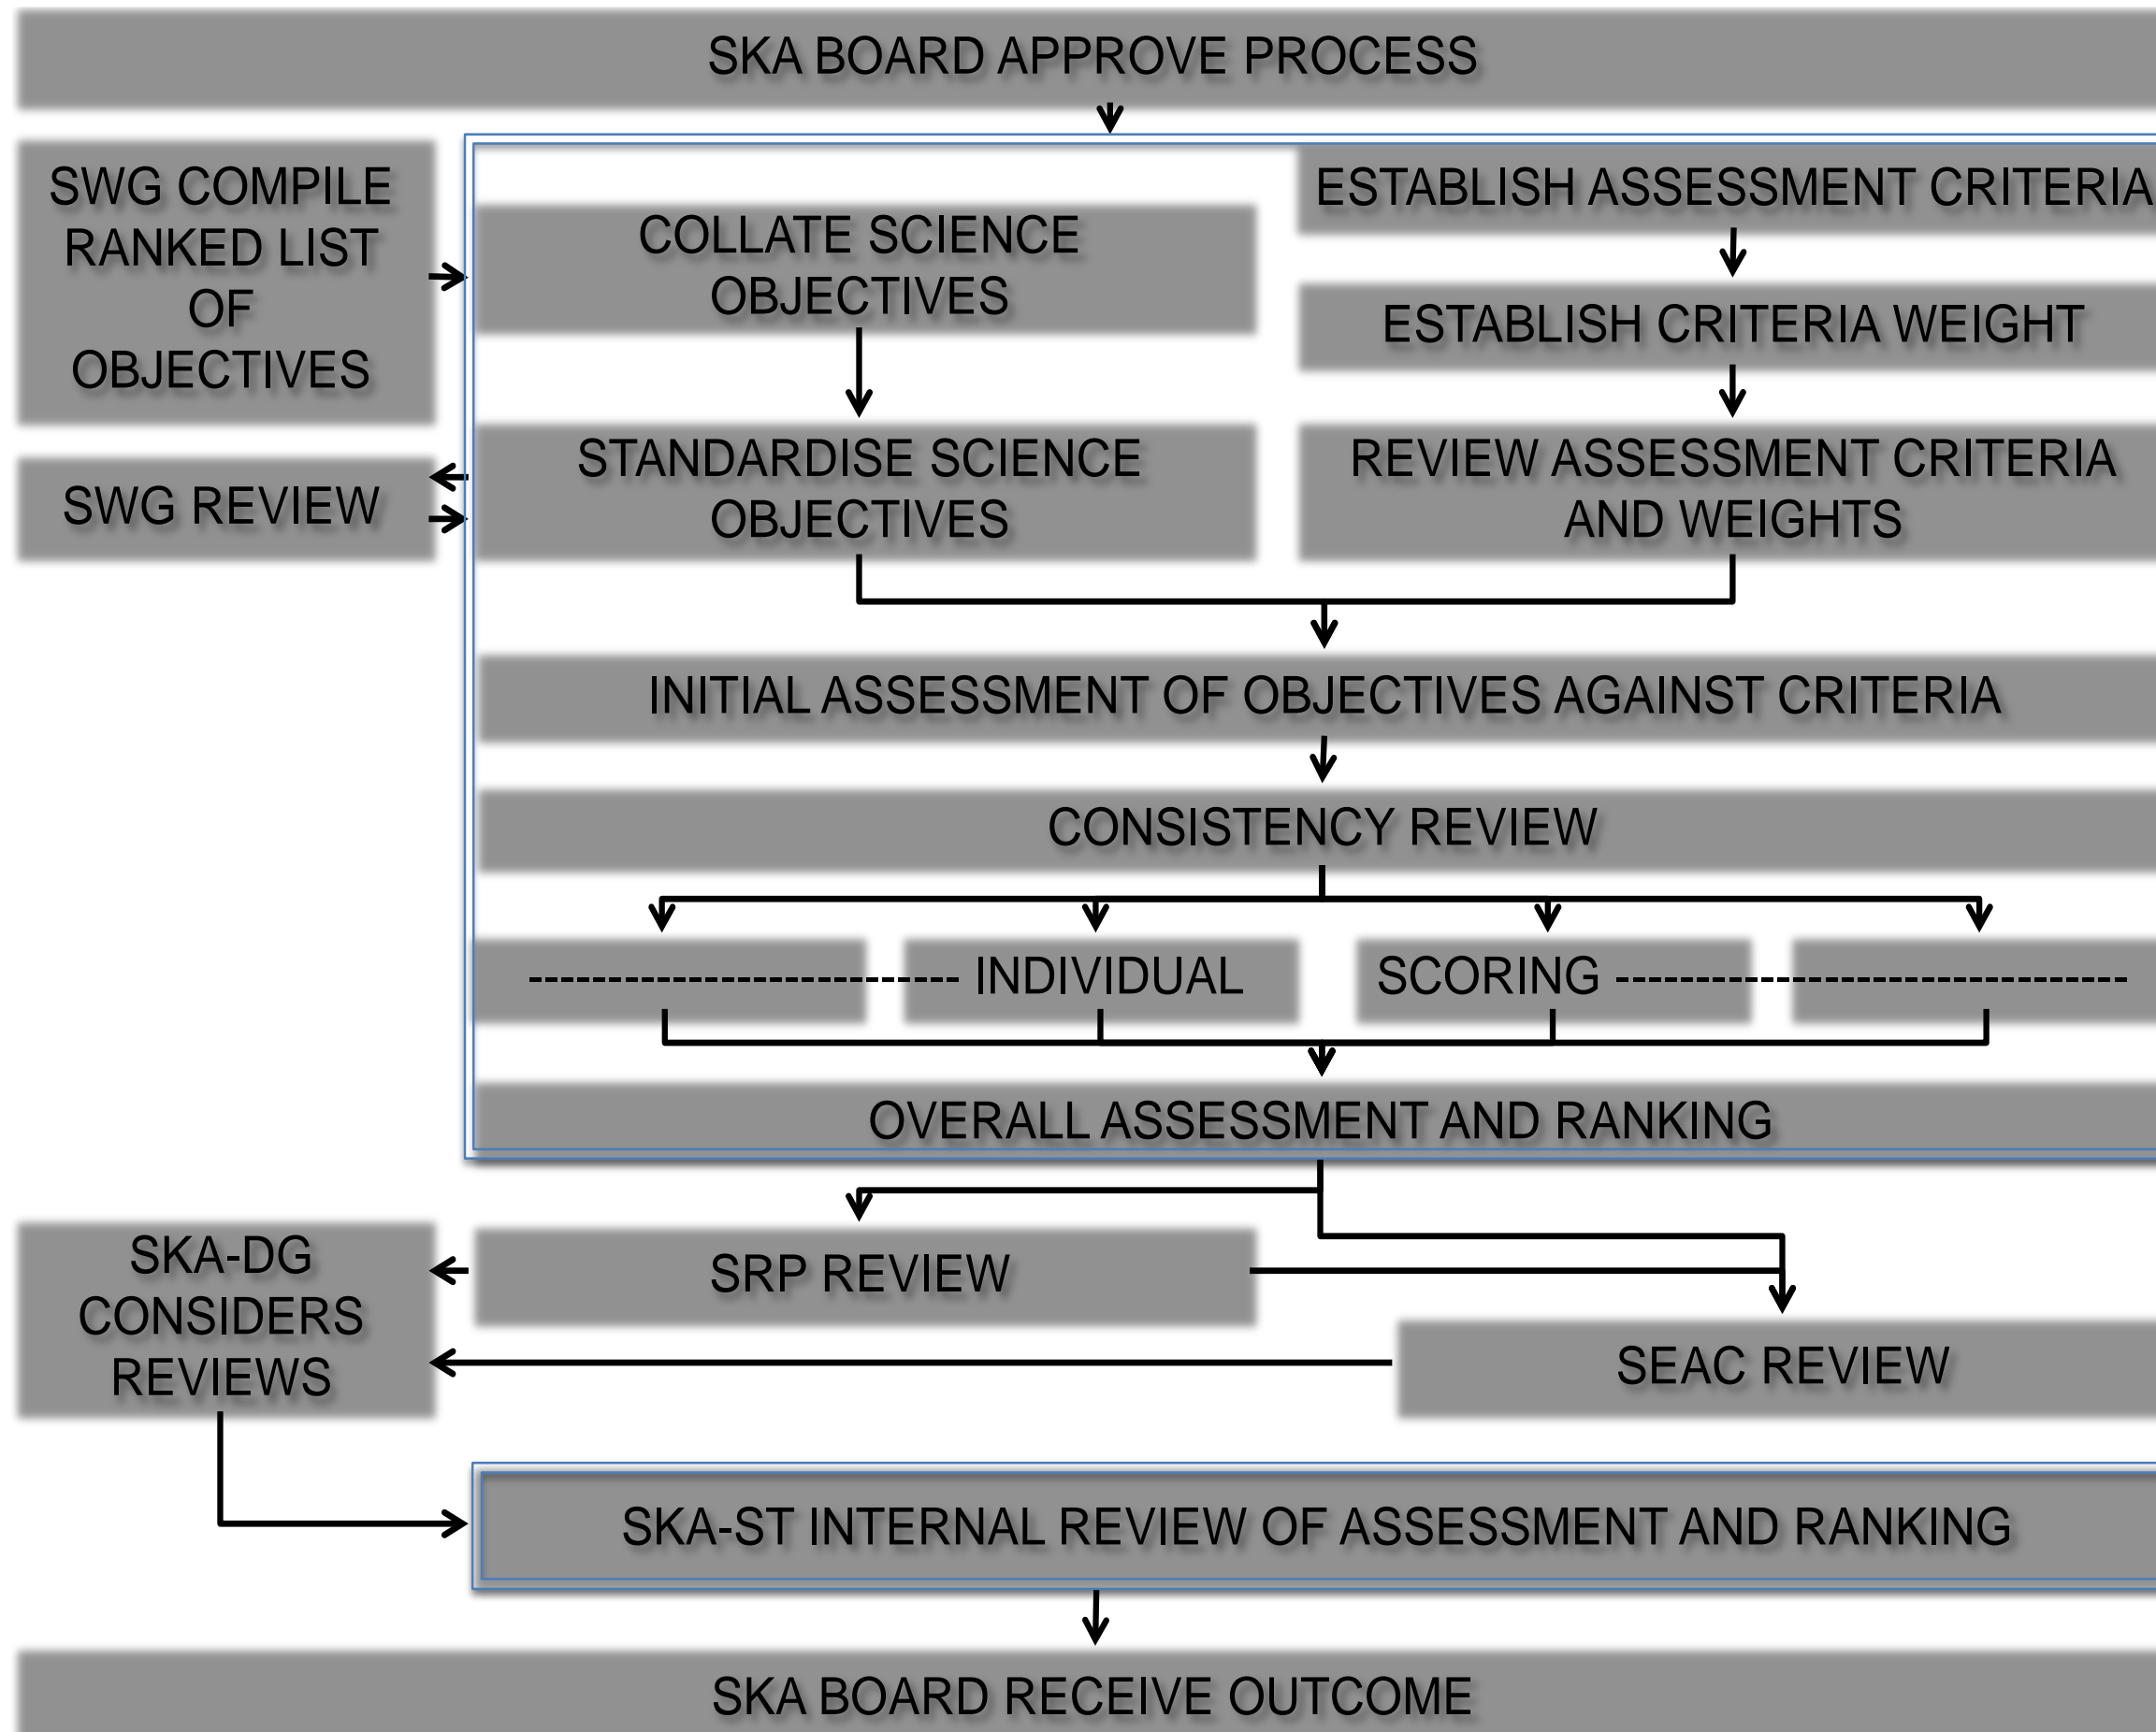 SKA BOARD APPROVE PROCESS
SWG COMPILE
RANKED LIST
OF
OBJECTIVES
COLLATE SCIENCE
OBJECTIVES
ESTABLISH ASSESSMENT CRITERIA
ESTABLISH CRITERIA WEIGHT
SWG REVIEW
STANDARDISE SCIENCE
OBJECTIVES
REVIEW ASSESSMENT CRITERIA
AND WEIGHTS
INITIAL ASSESSMENT OF OBJECTIVES AGAINST CRITERIA
CONSISTENCY REVIEW
INDIVIDUAL SCORING
OVERALL ASSESSMENT AND RANKING
SKA-DG
CONSIDERS
REVIEWS
SRP REVIEW
SEAC REVIEW
SKA-ST INTERNAL REVIEW OF ASSESSMENT AND RANKING
SKA BOARD RECEIVE OUTCOME